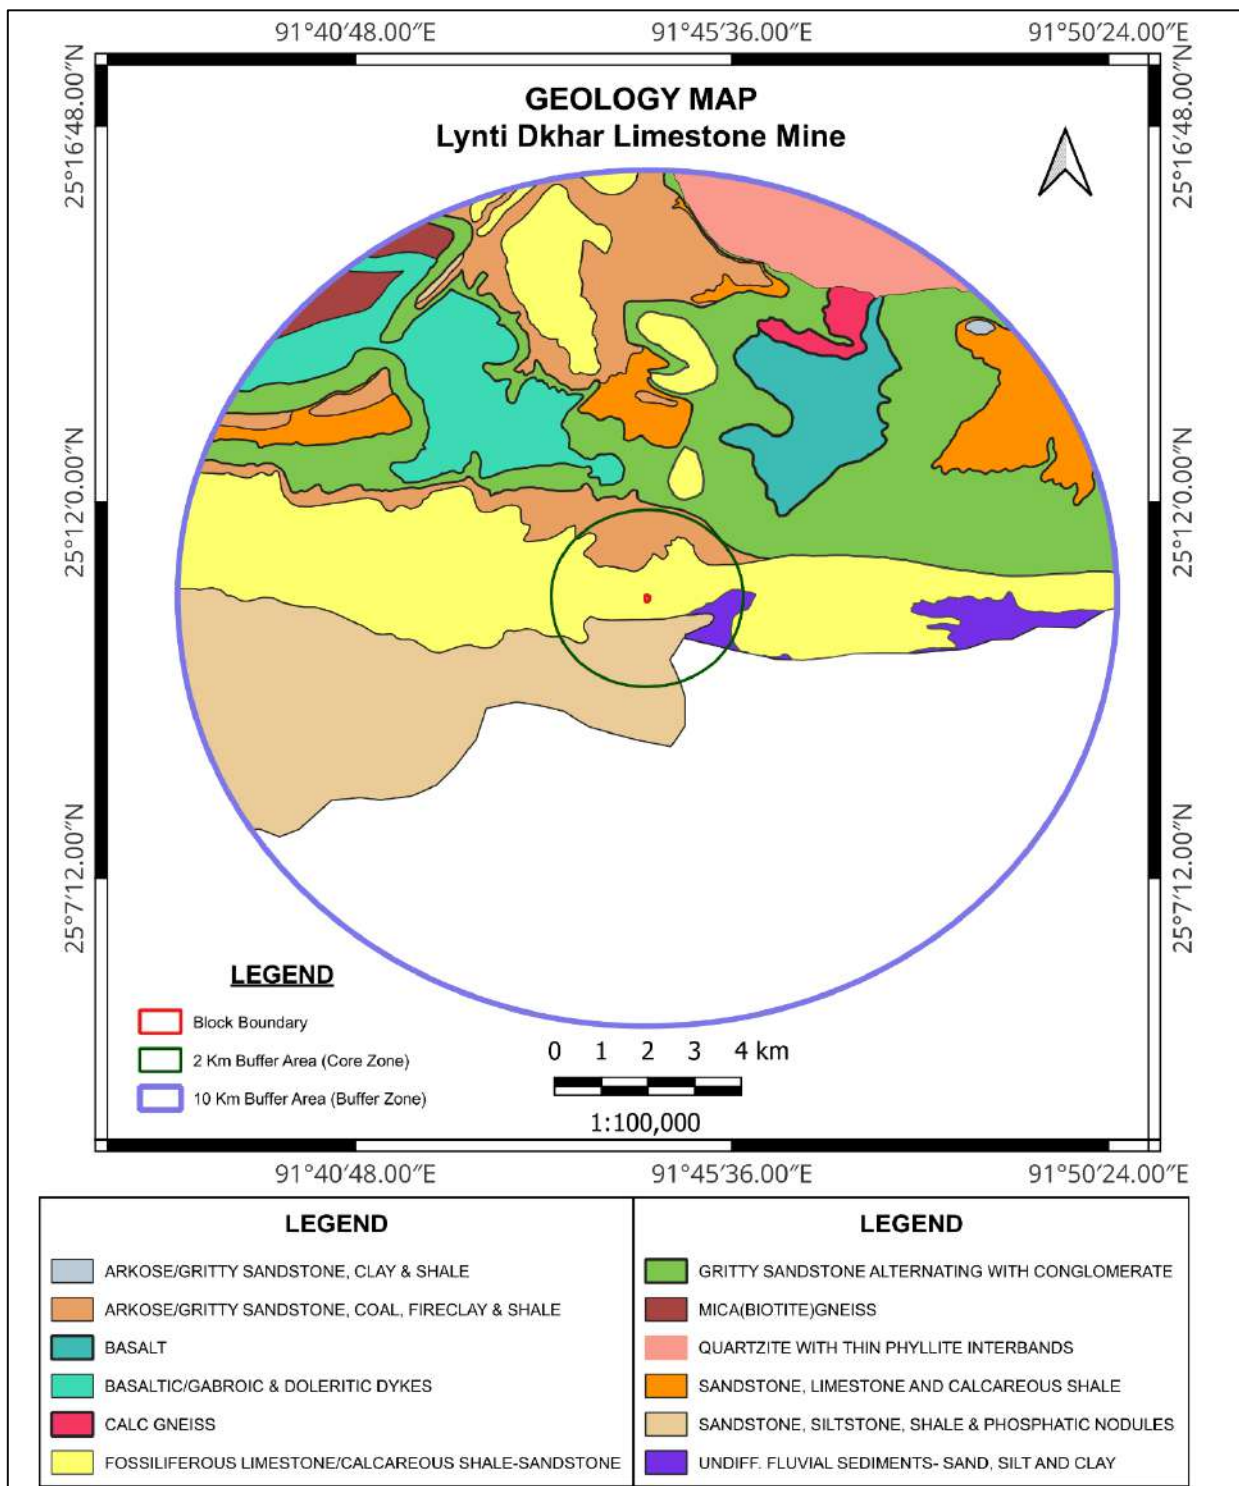 91°40′48.00″E 91°45′36.00″E 91°50′24.00″E
GEOLOGY MAP
Lynti Dkhar Limestone Mine
25°16′48.00″N 25°16′48.00″N
25°12′0.00″N 25°12′0.00″N
25°7′12.00″N 25°7′12.00″N
LEGEND
Block Boundary
2 Km Buffer Area (Core Zone)
10 Km Buffer Area (Buffer Zone)
0 1 2 3 4 km
1:100,000
91°40′48.00″E 91°45′36.00″E 91°50′24.00″E
LEGEND
ARKOSE/GRITTY SANDSTONE, CLAY & SHALE
ARKOSE/GRITTY SANDSTONE, COAL, FIRECLAY & SHALE
BASALT
BASALTIC/GABROIC & DOLERITIC DYKES
CALC GNEISS
FOSSILIFEROUS LIMESTONE/CALCAREOUS SHALE-SANDSTONE
LEGEND
GRITTY SANDSTONE ALTERNATING WITH CONGLOMERATE
MICA(BIOTITE)GNEISS
QUARTZITE WITH THIN PHYLLITE INTERBANDS
SANDSTONE, LIMESTONE AND CALCAREOUS SHALE
SANDSTONE, SILTSTONE, SHALE & PHOSPHATIC NODULES
UNDIFF. FLUVIAL SEDIMENTS- SAND, SILT AND CLAY